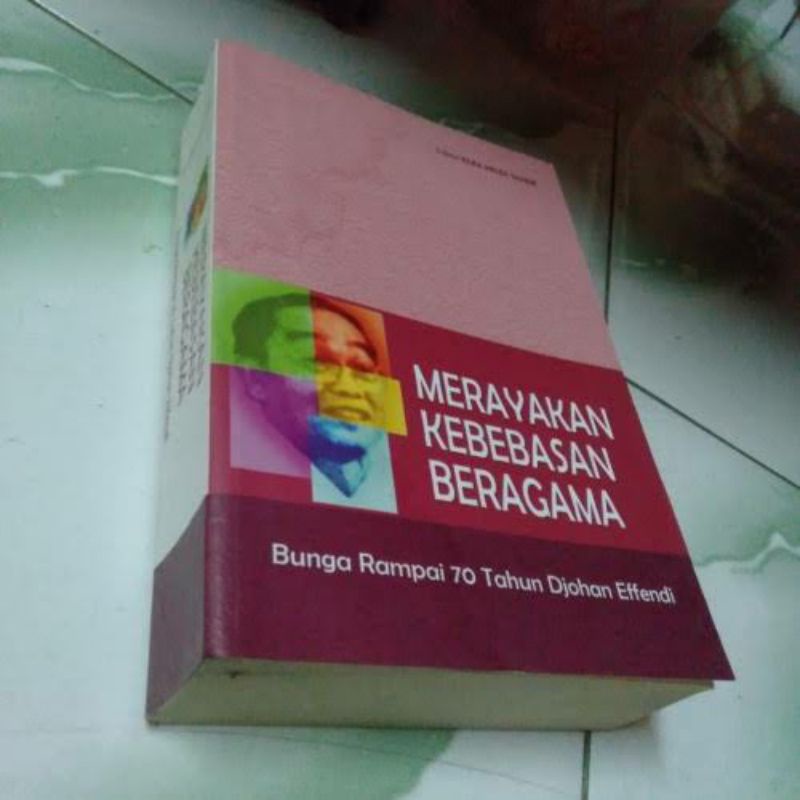 MERAYAKAN
KEBEBASAN
BERAGAMA
Bunga Rampai 70 Tahun Djohan Effendi